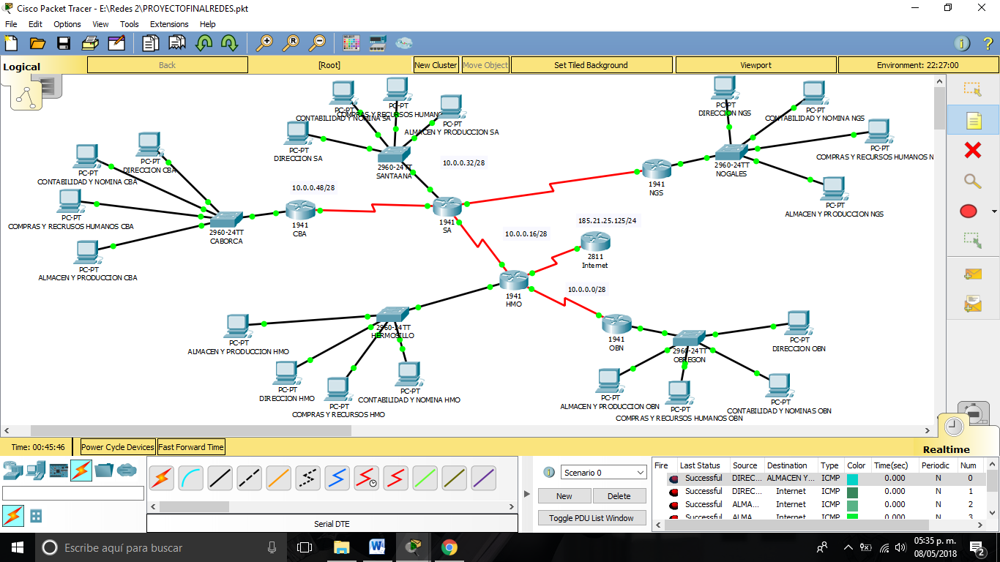 Cisco Packet Tracer - E:\Redes 2\PROYECTOFINALREDES.pkt
File Edit Options View Tools Extensions Help
Logical Back [Root] New Cluster Move Object Set Tiled Background Viewport Environment: 22:27:00
PC-PT
CONTABILIDAD Y NOMINA SA
PC-PT
COMPRAS Y RECURSOS HUMANO
PC-PT
ALMACEN Y PRODUCCION SA
PC-PT
DIRECCION SA
2960-24TT
SANTAANA
10.0.0.32/28
PC-PT
DIRECCION NGS
PC-PT
CONTABILIDAD Y NOMINA NGS
PC-PT
COMPRAS Y RECURSOS HUMANOS N
PC-PT
ALMACEN Y PRODUCCION NGS
2960-24TT
NOGALES
1941
NGS
PC-PT
DIRECCION CBA
PC-PT
CONTABILIDAD Y NOMINA CBA
PC-PT
COMPRAS Y RECRUSOS HUMANOS CBA
PC-PT
ALMACEN Y PRODUCCION CBA
2960-24TT
CABORCA
10.0.0.48/28
1941
CBA
1941
SA
185.21.25.125/24
10.0.0.16/28
2811
Internet
1941
HMO
10.0.0.0/28
PC-PT
ALMACEN Y PRODUCCION HMO
2960-24TT
HERMOSILLO
PC-PT
DIRECCION HMO
PC-PT
COMPRAS Y RECURSOS HMO
PC-PT
CONTABILIDAD Y NOMINA HMO
1941
OBN
2960-24TT
OBREGON
PC-PT
DIRECCION OBN
PC-PT
ALMACEN Y PRODUCCION OBN
PC-PT
COMPRAS Y RECURSOS HUMANOS OBN
PC-PT
CONTABILIDAD Y NOMINAS OBN
Time: 00:45:46 Power Cycle Devices Fast Forward Time Realtime
Scenario 0
New Delete
Toggle PDU List Window
Serial DTE
Fire Last Status Source Destination Type Color Time(sec) Periodic Num
Successful DIREC... ALMACEN Y... ICMP 0.000 N 0
Successful DIREC... Internet ICMP 0.000 N 1
Successful ALMA... Internet ICMP 0.000 N 2
Successful ALMA... Internet ICMP 0.000 N 3
Escribe aquí para buscar
05:35 p. m.
08/05/2018
2